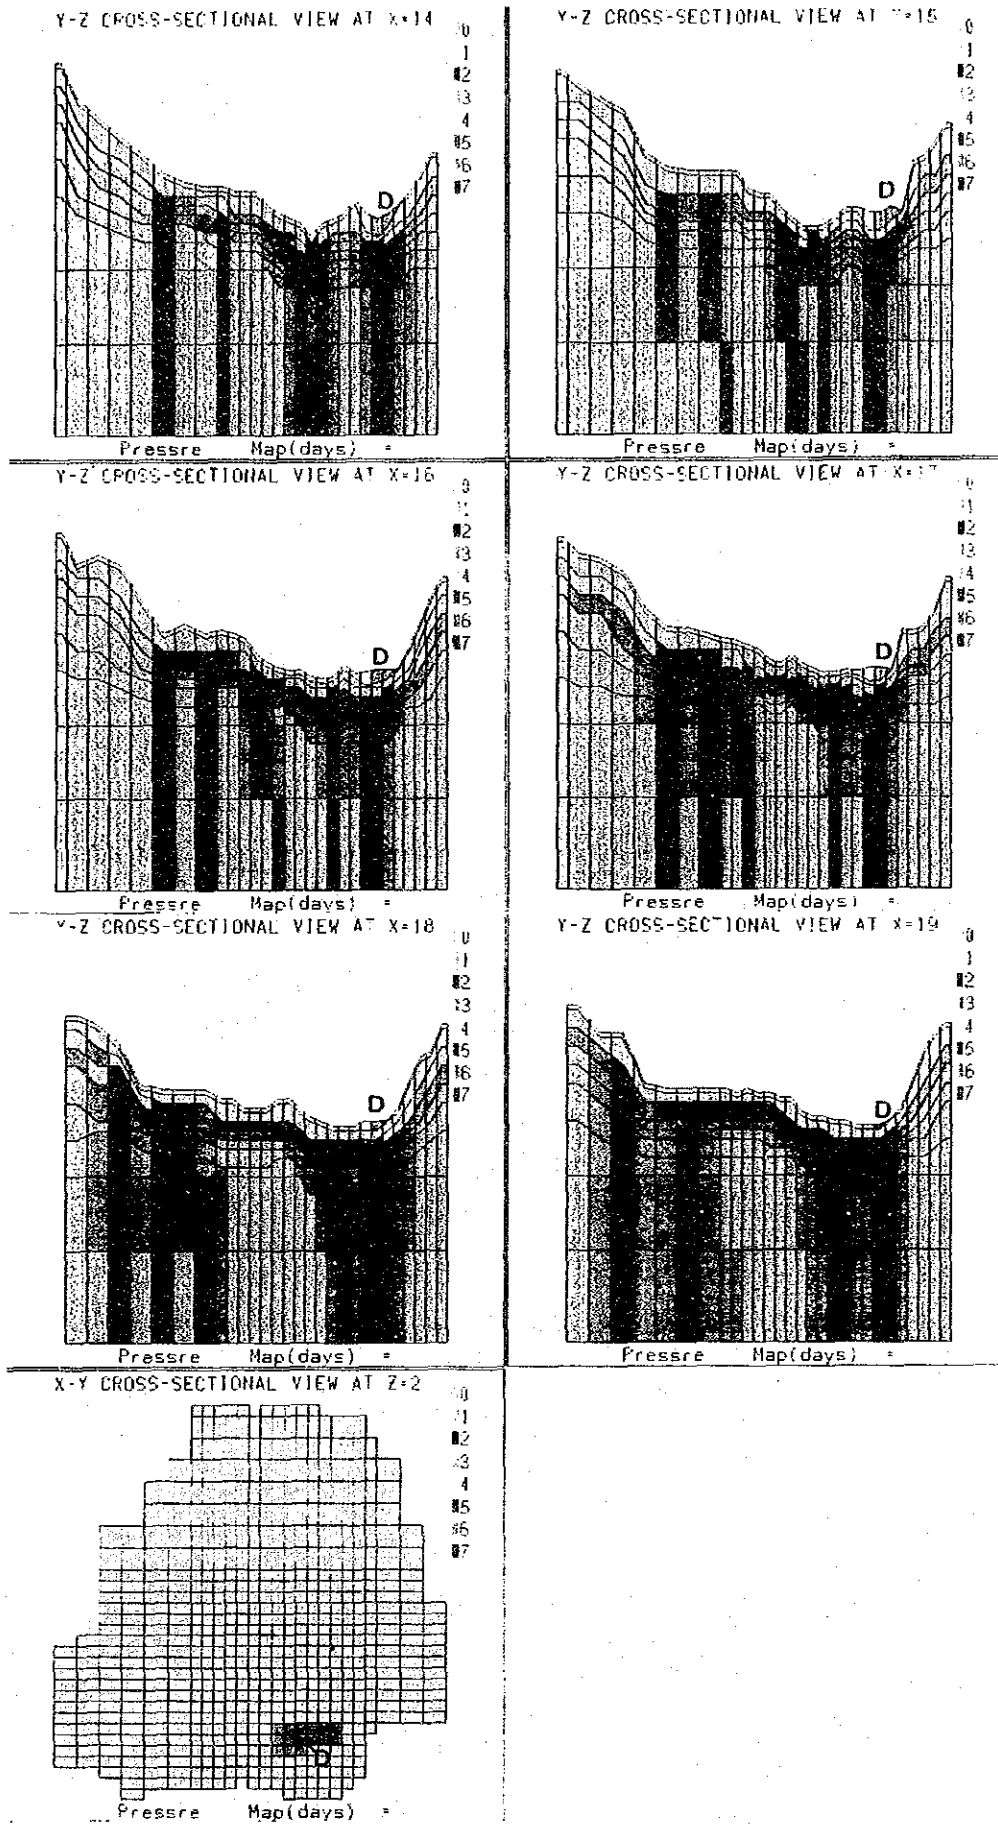 Y-Z CROSS-SECTIONAL VIEW AT X=14
0
1
2
3
4
5
6
7
D
Pressre Map(days) =
Y-Z CROSS-SECTIONAL VIEW AT =15
0
1
2
3
4
5
6
7
D
Pressre Map(days) =
Y-Z CROSS-SECTIONAL VIEW AT X=16
0
1
2
3
4
5
6
7
D
Pressre Map(days) =
Y-Z CROSS-SECTIONAL VIEW AT X=17
0
1
2
3
4
5
6
7
D
Pressre Map(days) =
Y-Z CROSS-SECTIONAL VIEW AT X=18
0
1
2
3
4
5
6
7
D
Pressre Map(days) =
Y-Z CROSS-SECTIONAL VIEW AT X=19
0
1
2
3
4
5
6
7
D
Pressre Map(days) =
X-Y CROSS-SECTIONAL VIEW AT Z=2
0
1
2
3
4
5
6
7
D
Pressre Map(days) =